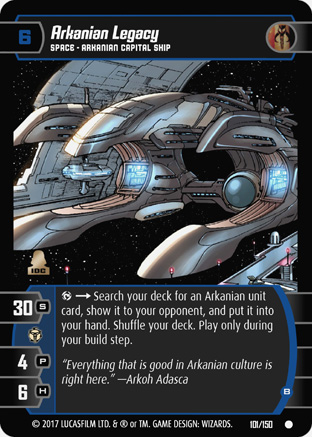 6
Arkanian Legacy
SPACE - ARKANIAN CAPITAL SHIP
IDC
30 S
4 P
6 H
Search your deck for an Arkanian unit
card, show it to your opponent, and put it into
your hand. Shuffle your deck. Play only during
your build step.
"Everything that is good in Arkanian culture is
right here." —Arkoh Adasca
B
© 2017 LUCASFILM LTD. & ® OR TM. GAME DESIGN: WIZARDS.
101/150